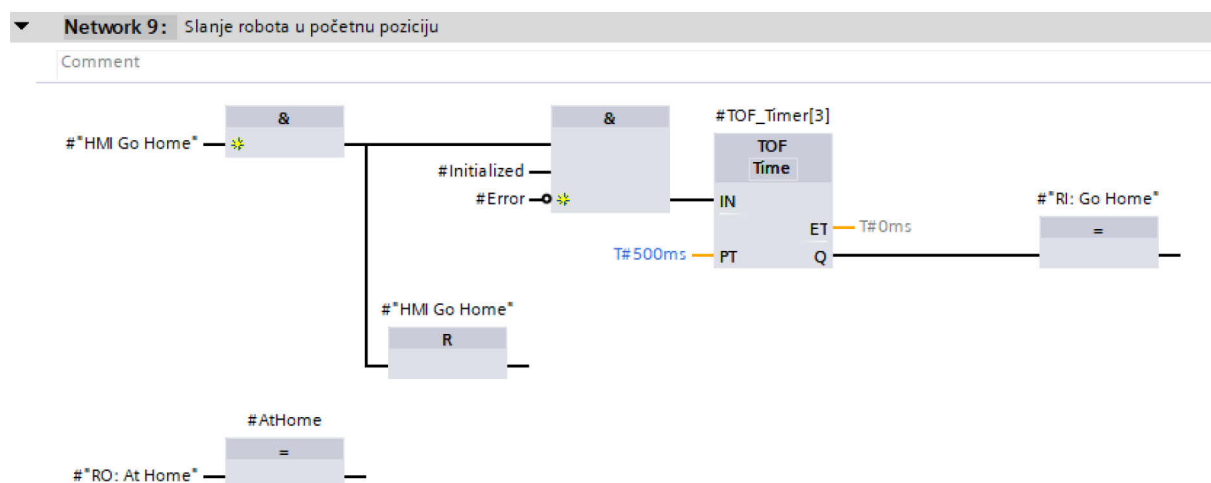 Network 9: Slanje robota u početnu poziciju
Comment
&
#"HMI Go Home"
&
#Initialized
#Error
#TOF_Timer[3]
TOF
Time
IN
ET
T#0ms
T#500ms
PT
Q
#"RI: Go Home"
=
#"HMI Go Home"
R
#AtHome
=
#"RO: At Home"